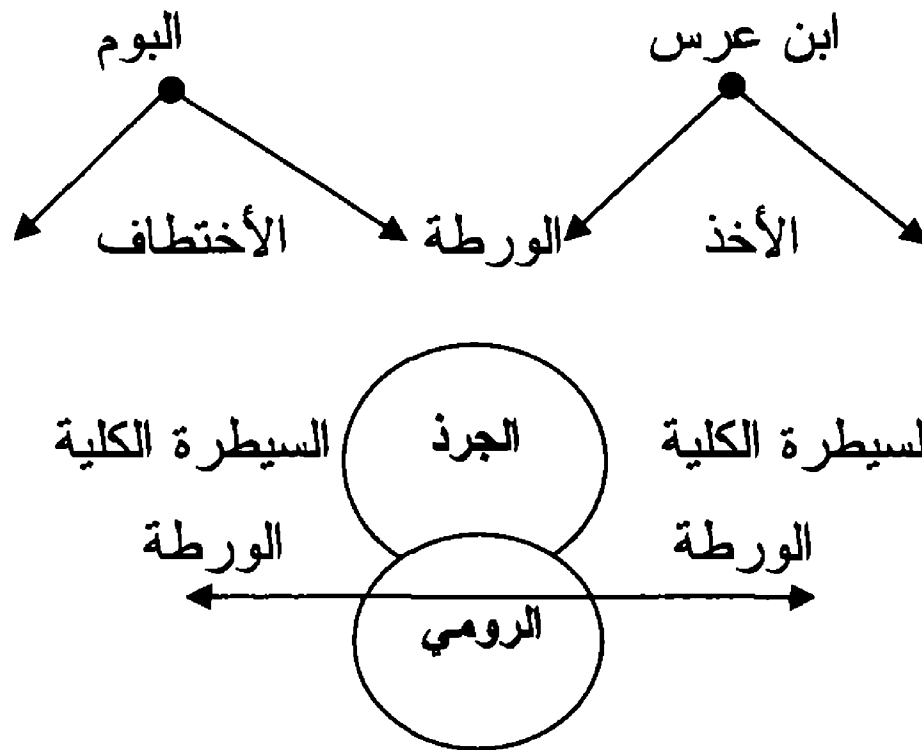 ابن عرس البوم
الأخذ الورطة الأختطاف
الجرذ
لسيطرة الكلية السيطرة الكلية
الورطة الورطة
الرومي